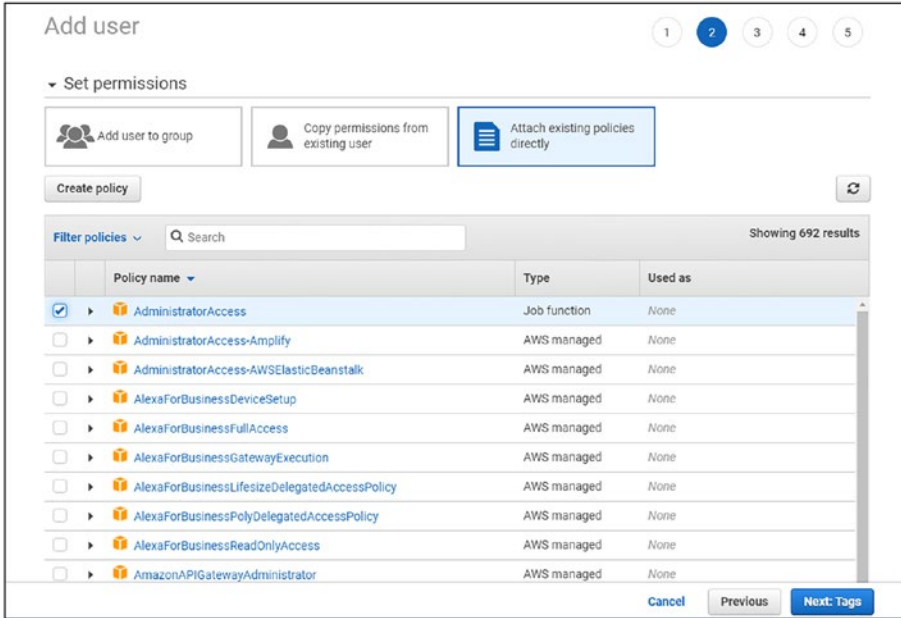 Add user
1 2 3 4 5
Set permissions
Add user to group
Copy permissions from
existing user
Attach existing policies
directly
Create policy
Filter policies
Search
Showing 692 results
Policy name Type Used as
AdministratorAccess Job function None
AdministratorAccess-Amplify AWS managed None
AdministratorAccess-AWSElasticBeanstalk AWS managed None
AlexaForBusinessDeviceSetup AWS managed None
AlexaForBusinessFullAccess AWS managed None
AlexaForBusinessGatewayExecution AWS managed None
AlexaForBusinessLifesizeDelegatedAccessPolicy AWS managed None
AlexaForBusinessPolyDelegatedAccessPolicy AWS managed None
AlexaForBusinessReadOnlyAccess AWS managed None
AmazonAPIGatewayAdministrator AWS managed None
Cancel Previous Next: Tags